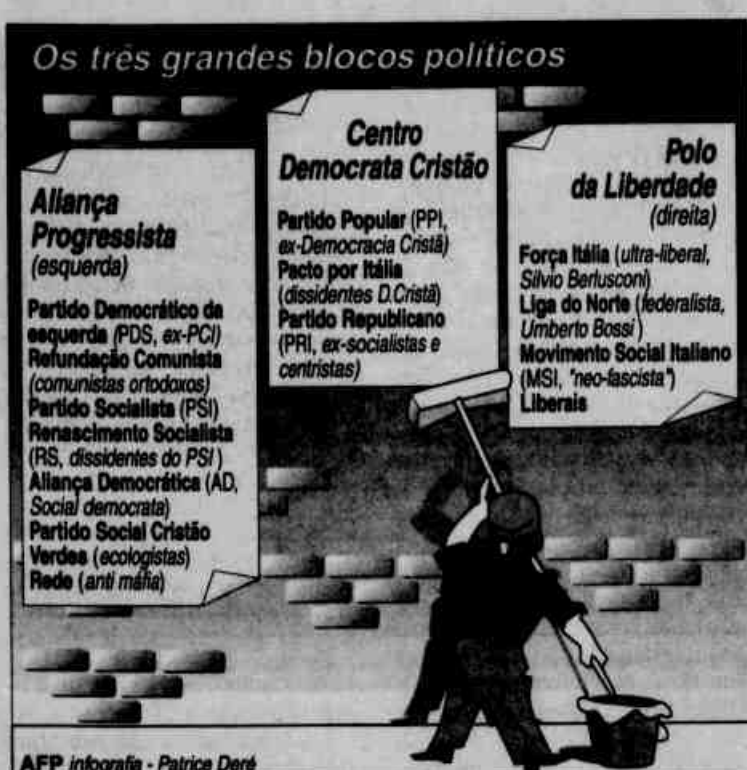 Os três grandes blocos políticos
Aliança
Progressista
(esquerda)
Partido Democrático da
esquerda (PDS, ex-PCI)
Refundação Comunista
(comunistas ortodoxos)
Partido Socialista (PSI)
Renascimento Socialista
(RS, dissidentes do PSI)
Aliança Democrática (AD,
Social democrata)
Partido Social Cristão
Verdes (ecologistas)
Rede (anti máfia)
Centro
Democrata Cristão
Partido Popular (PPI,
ex-Democracia Cristã)
Pacto por Itália
(dissidentes D.Cristã)
Partido Republicano
(PRI, ex-socialistas e
centristas)
Polo
da Liberdade
(direita)
Força Itália (ultra-liberal,
Silvio Berlusconi)
Liga do Norte (federalista,
Umberto Bossi)
Movimento Social Italiano
(MSI, "neo-fascista")
Liberais
AFP infografia - Patrice Deré